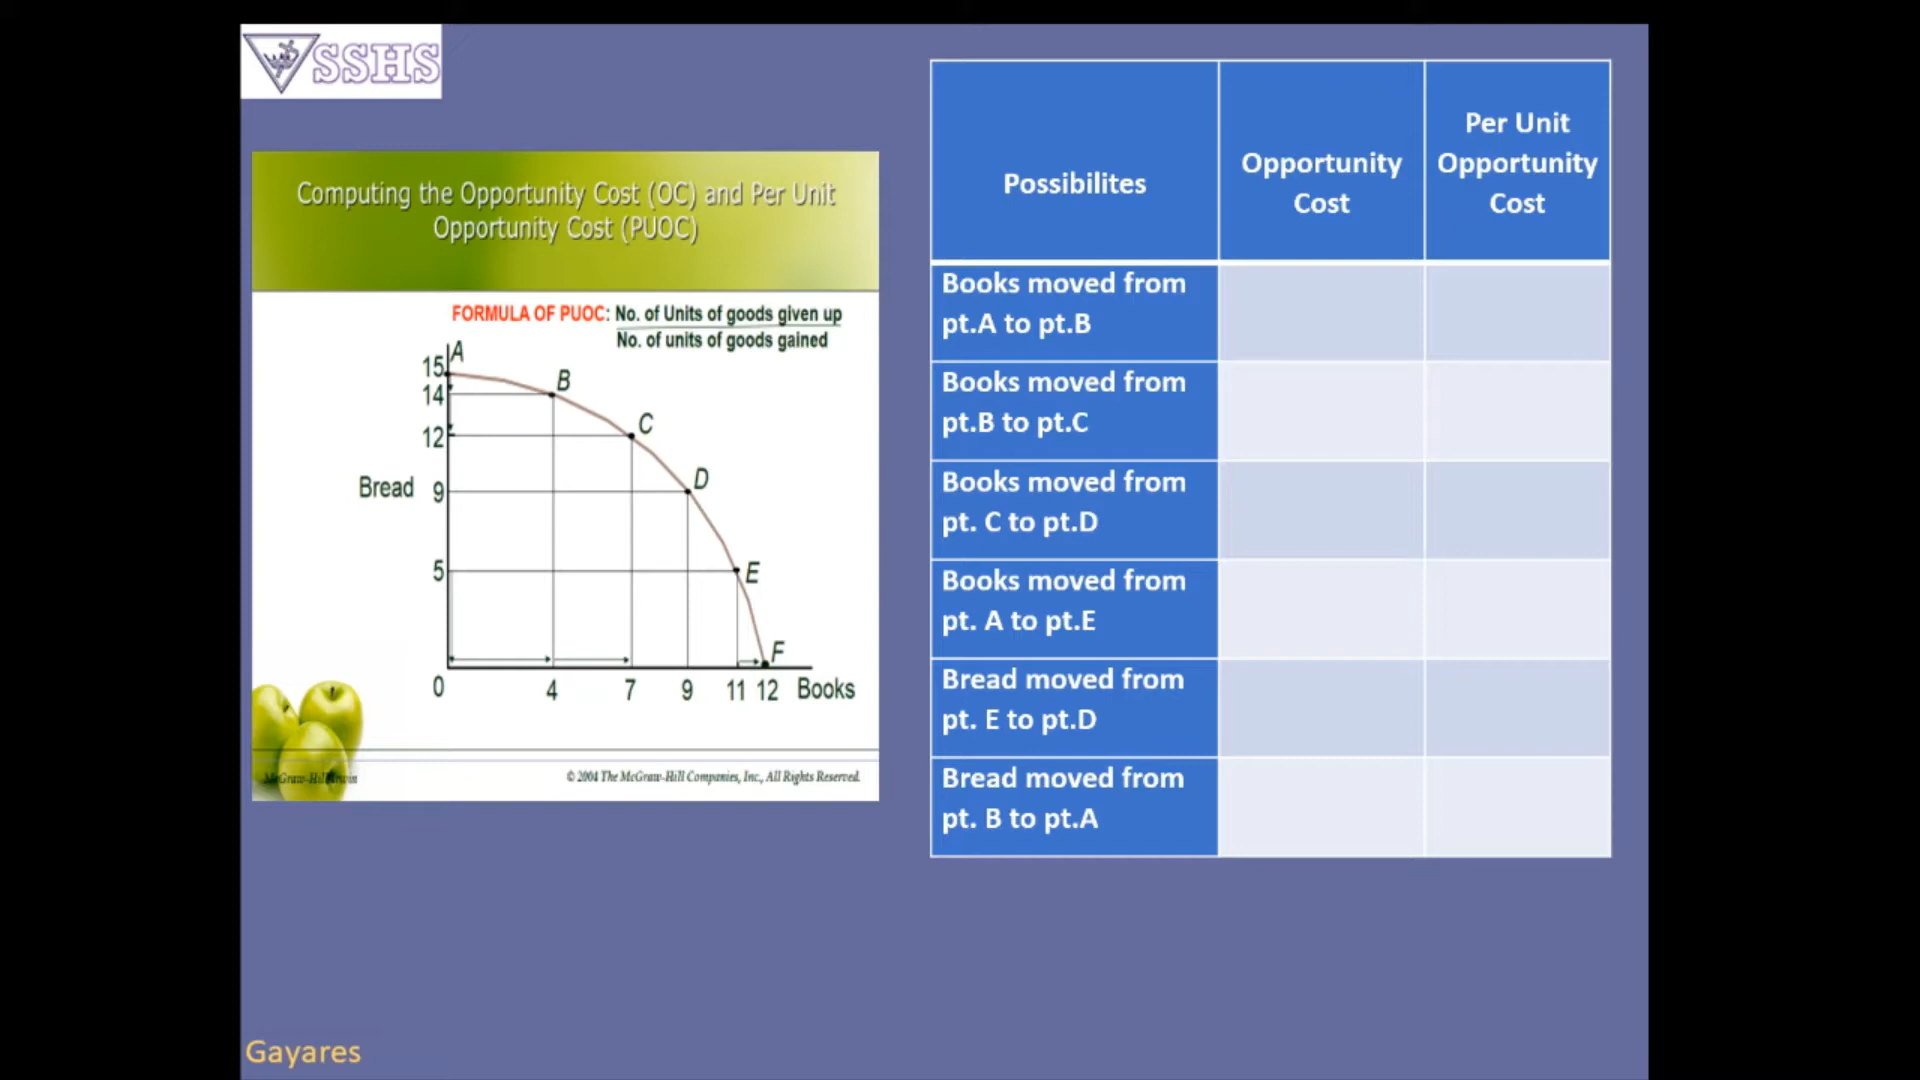 SSHS
Computing the Opportunity Cost (OC) and Per Unit
Opportunity Cost (PUOC)
FORMULA OF PUOC: No. of Units of goods given up
No. of units of goods gained
A
15
B
14
C
12
D
Bread 9
5
E
F
0 4 7 9 11 12 Books
McGraw-Hill/Irwin
© 2004 The McGraw-Hill Companies, Inc., All Rights Reserved.
Possibilites
Opportunity
Cost
Per Unit
Opportunity
Cost
Books moved from
pt.A to pt.B
Books moved from
pt.B to pt.C
Books moved from
pt. C to pt.D
Books moved from
pt. A to pt.E
Bread moved from
pt. E to pt.D
Bread moved from
pt. B to pt.A
Gayares